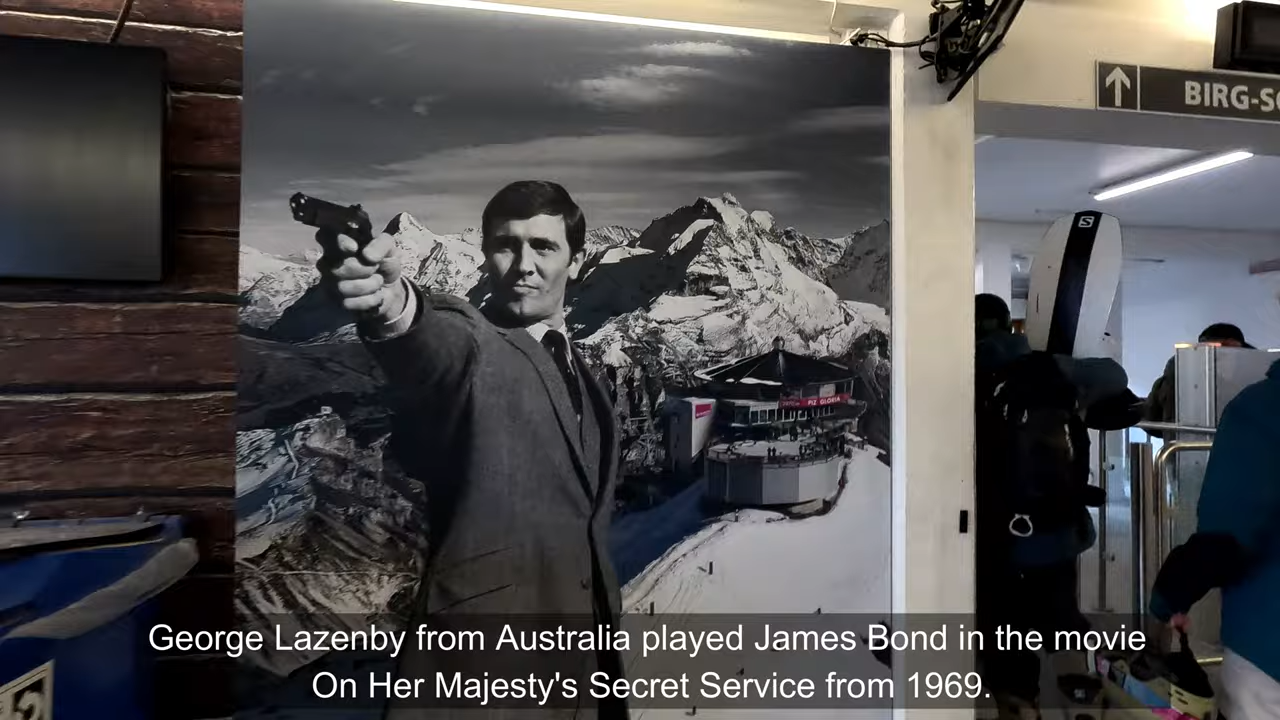 BIRG-SC
PIZ GLORIA
George Lazenby from Australia played James Bond in the movie
On Her Majesty's Secret Service from 1969.